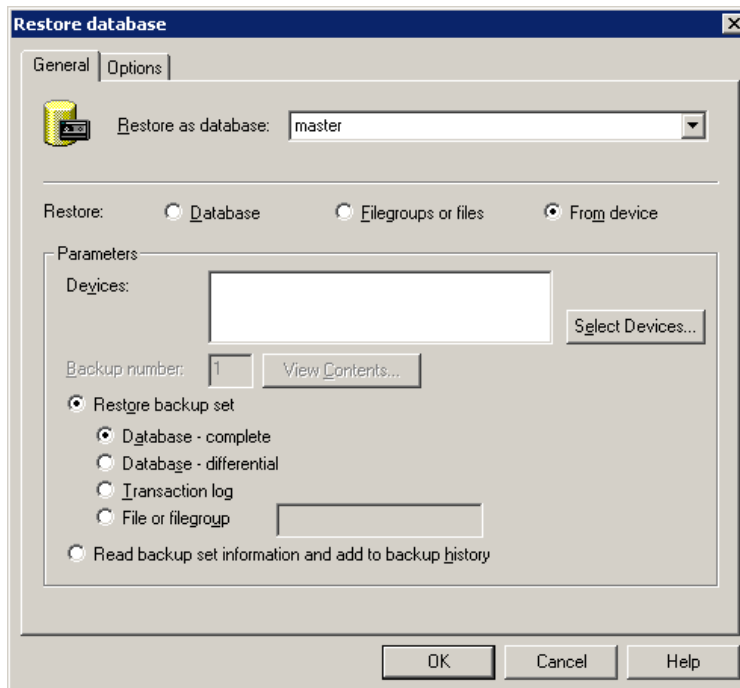 Restore database
General Options
Restore as database: master
Restore: Database Filegroups or files From device
Parameters
Devices:
Select Devices...
Backup number: 1 View Contents...
Restore backup set
Database - complete
Database - differential
Transaction log
File or filegroup
Read backup set information and add to backup history
OK Cancel Help